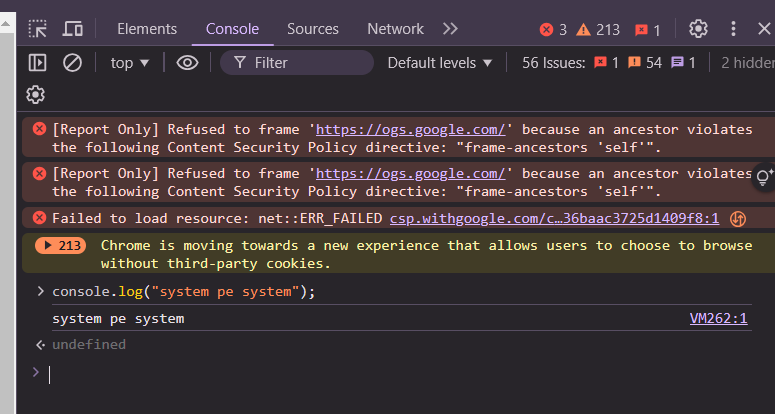 Elements Console Sources Network 3 213 1
top Filter Default levels 56 Issues: 1 54 1 2 hidden
[Report Only] Refused to frame 'https://ogs.google.com/' because an ancestor violates
the following Content Security Policy directive: "frame-ancestors 'self'".
[Report Only] Refused to frame 'https://ogs.google.com/' because an ancestor violates
the following Content Security Policy directive: "frame-ancestors 'self'".
Failed to load resource: net::ERR_FAILED csp.withgoogle.com/c…36baac3725d1409f8:1
213 Chrome is moving towards a new experience that allows users to choose to browse
without third-party cookies.
console.log("system pe system");
system pe system VM262:1
undefined